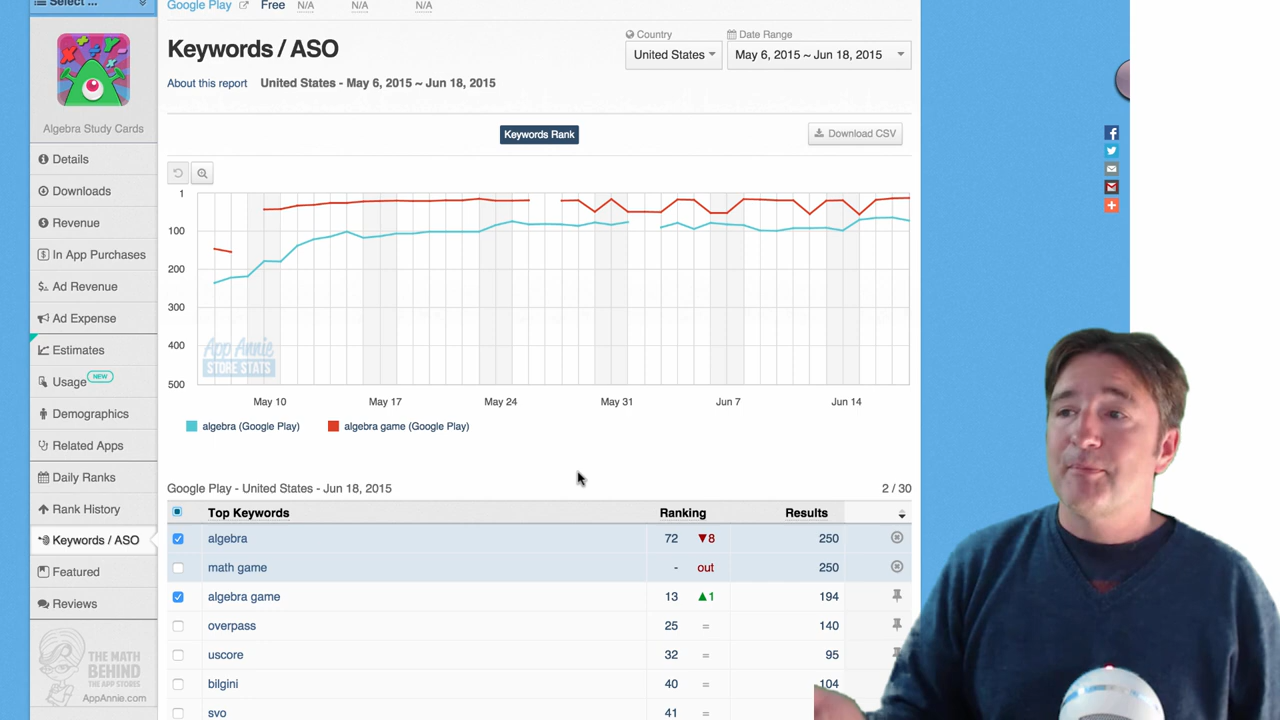 Select ...
Google Play Free N/A N/A N/A
Keywords / ASO
Country
Date Range
United States
May 6, 2015 ~ Jun 18, 2015
About this report United States - May 6, 2015 ~ Jun 18, 2015
Keywords Rank
Download CSV
Algebra Study Cards
Details
Downloads
Revenue
In App Purchases
Ad Revenue
Ad Expense
Estimates
Usage NEW
Demographics
Related Apps
Daily Ranks
Rank History
Keywords / ASO
Featured
Reviews
THE MATH
BEHIND
THE APP STORES
AppAnnie.com
1
100
200
300
400
500
App Annie
STORE STATS
May 10 May 17 May 24 May 31 Jun 7 Jun 14
algebra (Google Play) algebra game (Google Play)
Google Play - United States - Jun 18, 2015 2 / 30
Top Keywords Ranking Results
algebra 72 ▼8 250
math game - out 250
algebra game 13 ▲1 194
overpass 25 = 140
uscore 32 = 95
bilgini 40 = 104
svo 41 =